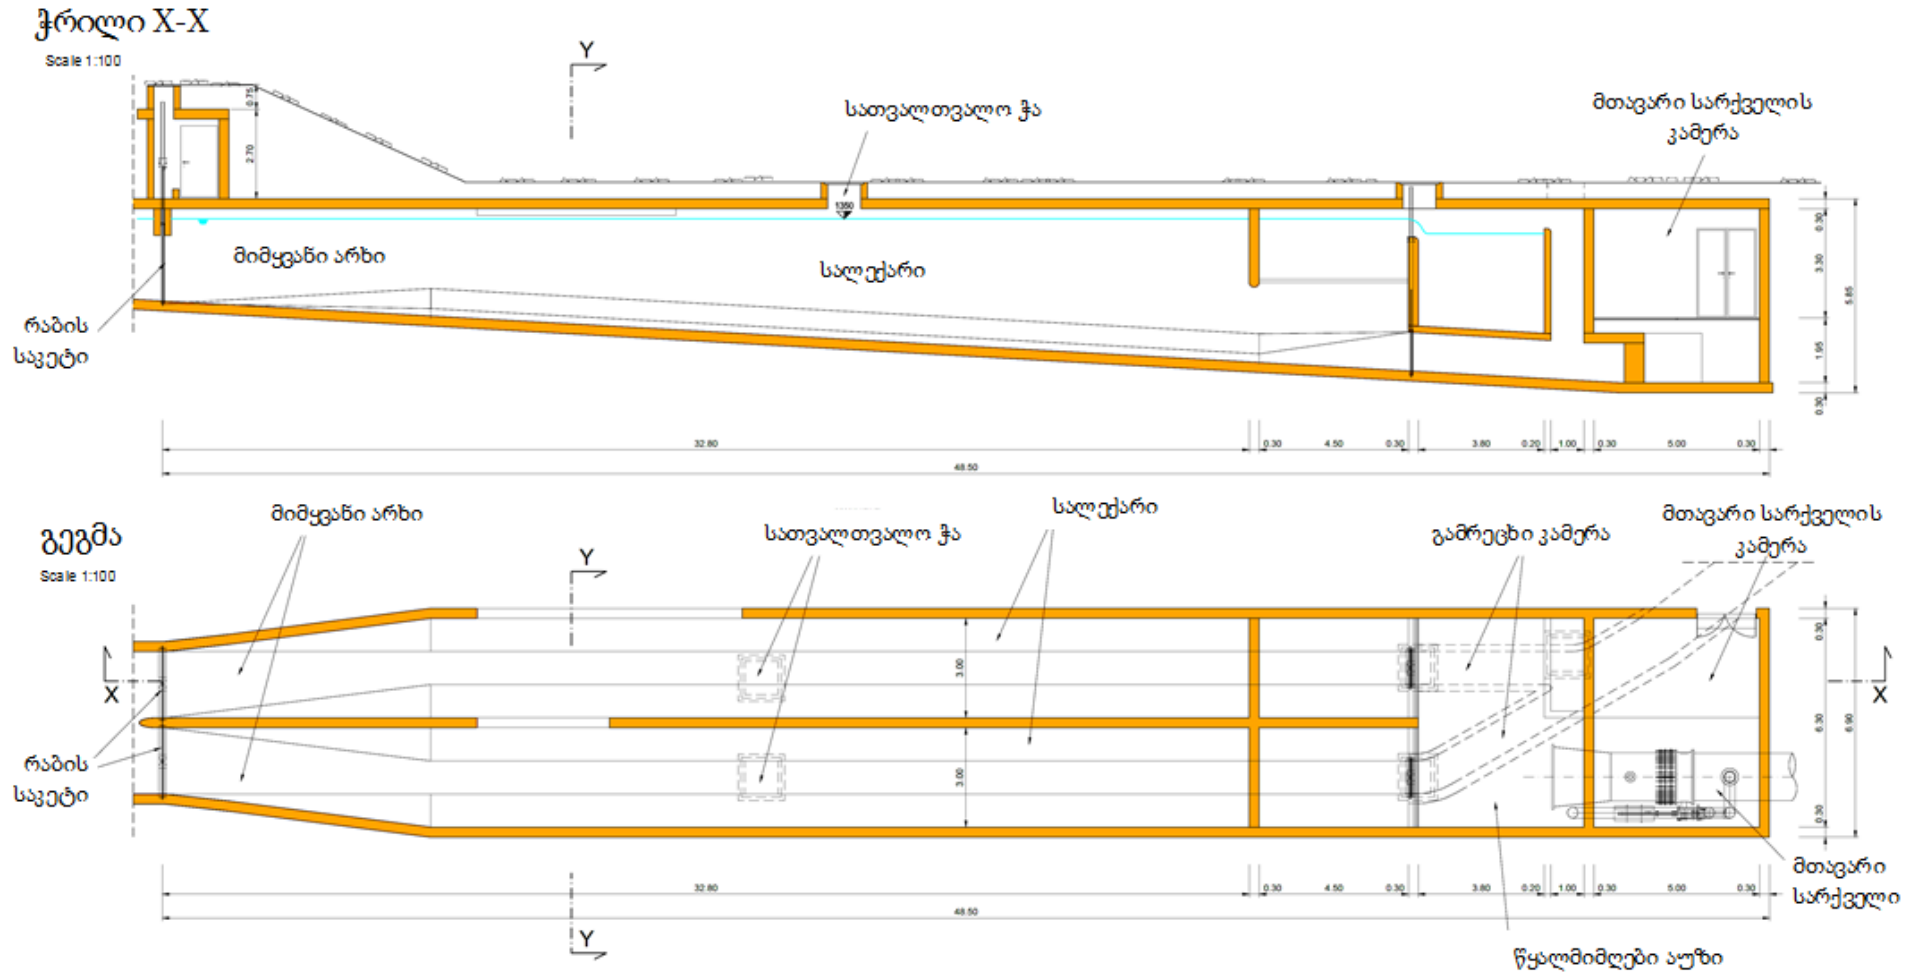 ჭრილი X-X
Scale 1:100
Y
სათვალთვალო ჭა
მთავარი სარქველის
კამერა
0.75
2.70
1350
მიმყვანი არხი
სალექარი
რაბის
საკეტი
0.30
3.30
5.85
1.95
0.30
32.80
0.30
4.50
0.30
3.80
0.20
1.00
0.30
5.00
0.30
48.50
გეგმა
Scale 1:100
მიმყვანი არხი
Y
სათვალთვალო ჭა
სალექარი
გამრეცხი კამერა
მთავარი სარქველის
კამერა
X
X
3.00
3.00
0.30
6.30
6.90
0.30
რაბის
საკეტი
32.80
0.30
4.50
0.30
3.80
0.20
1.00
0.30
5.00
0.30
48.50
Y
მთავარი
სარქველი
წყალმიმღები აუზი